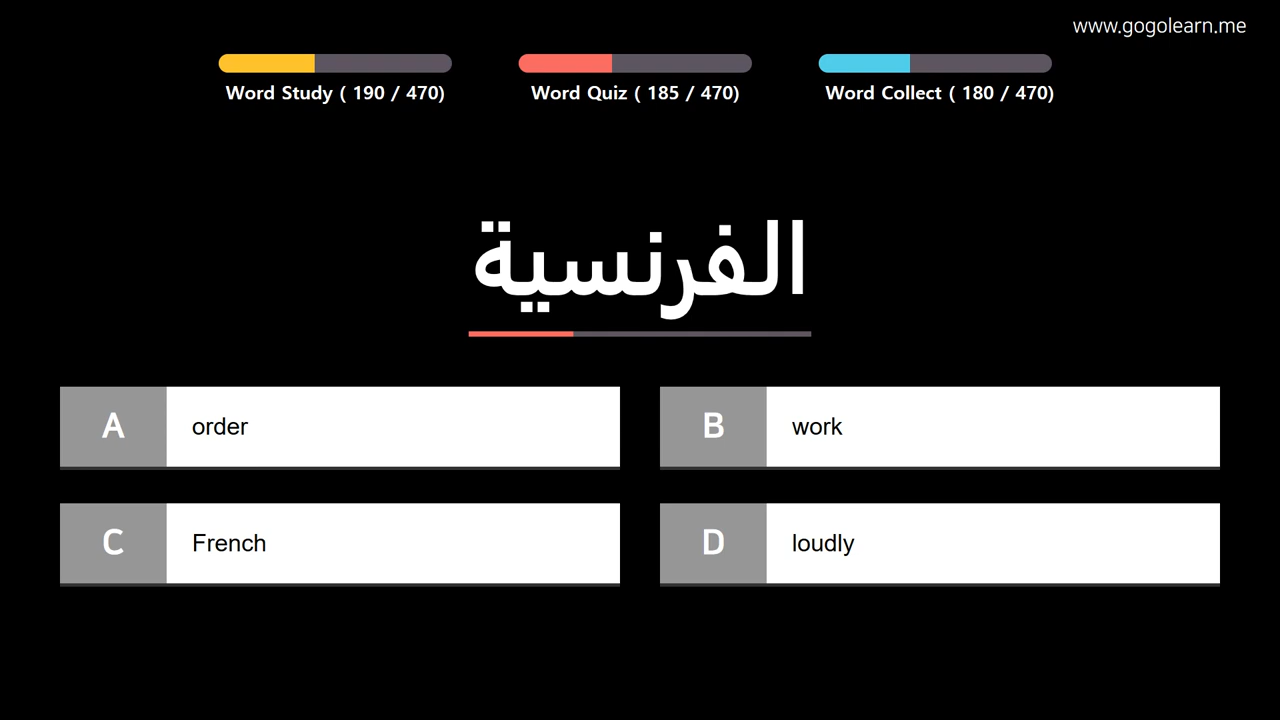 www.gogolearn.me
Word Study ( 190 / 470)
Word Quiz ( 185 / 470)
Word Collect ( 180 / 470)
الفرنسية
A order
B work
C French
D loudly